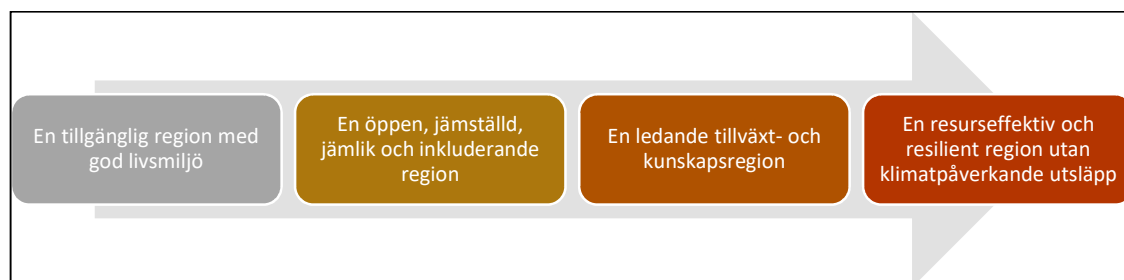 En tillgänglig region med
god livsmiljö
En öppen, jämställd,
jämlik och inkluderande
region
En ledande tillväxt- och
kunskapsregion
En resurseffektiv och
resilient region utan
klimatpåverkande utsläpp